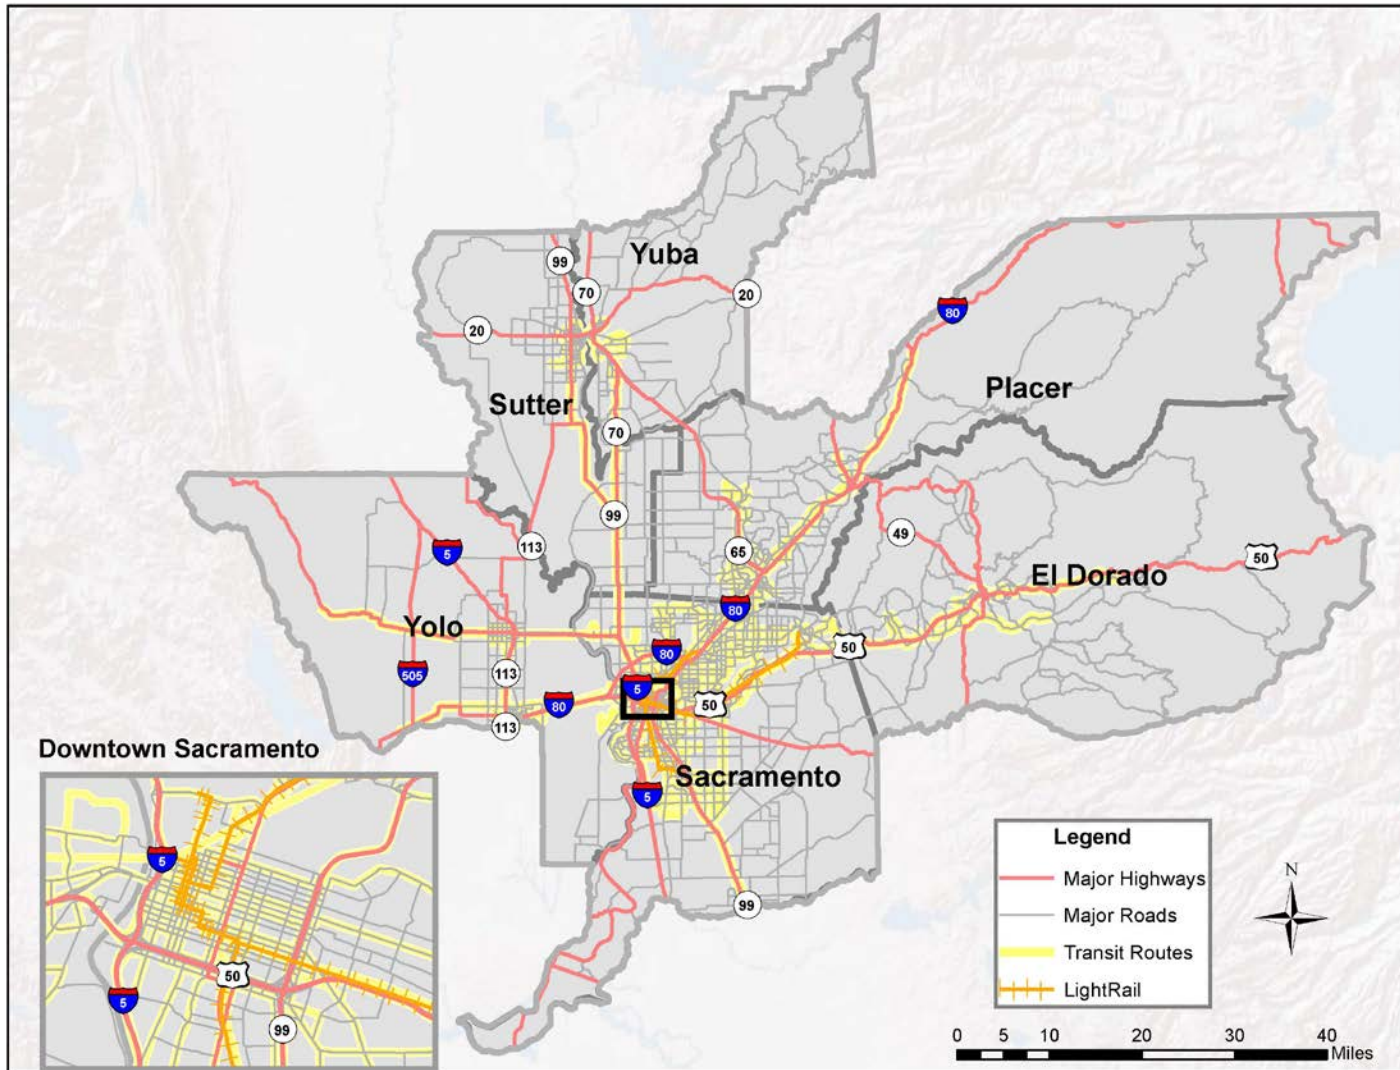 Yuba
99
70
20
80
20
Placer
Sutter
70
99
113
5
65
49
50
El Dorado
80
Yolo
80
50
505
113
5
50
80
113
Downtown Sacramento
Sacramento
5
99
5
50
5
99
Legend
Major Highways
Major Roads
Transit Routes
LightRail
N
0 5 10 20 30 40
Miles